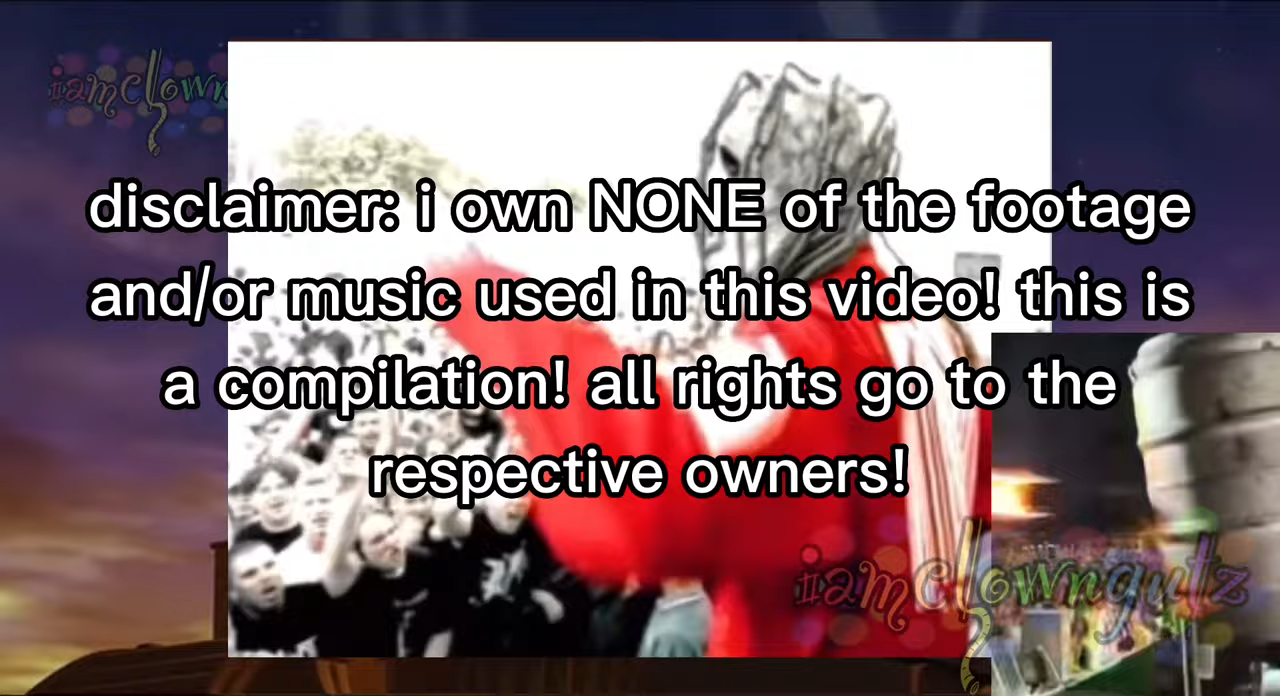 iamclown
disclaimer: i own NONE of the footage
and/or music used in this video! this is
a compilation! all rights go to the
respective owners!
iamclowngutz